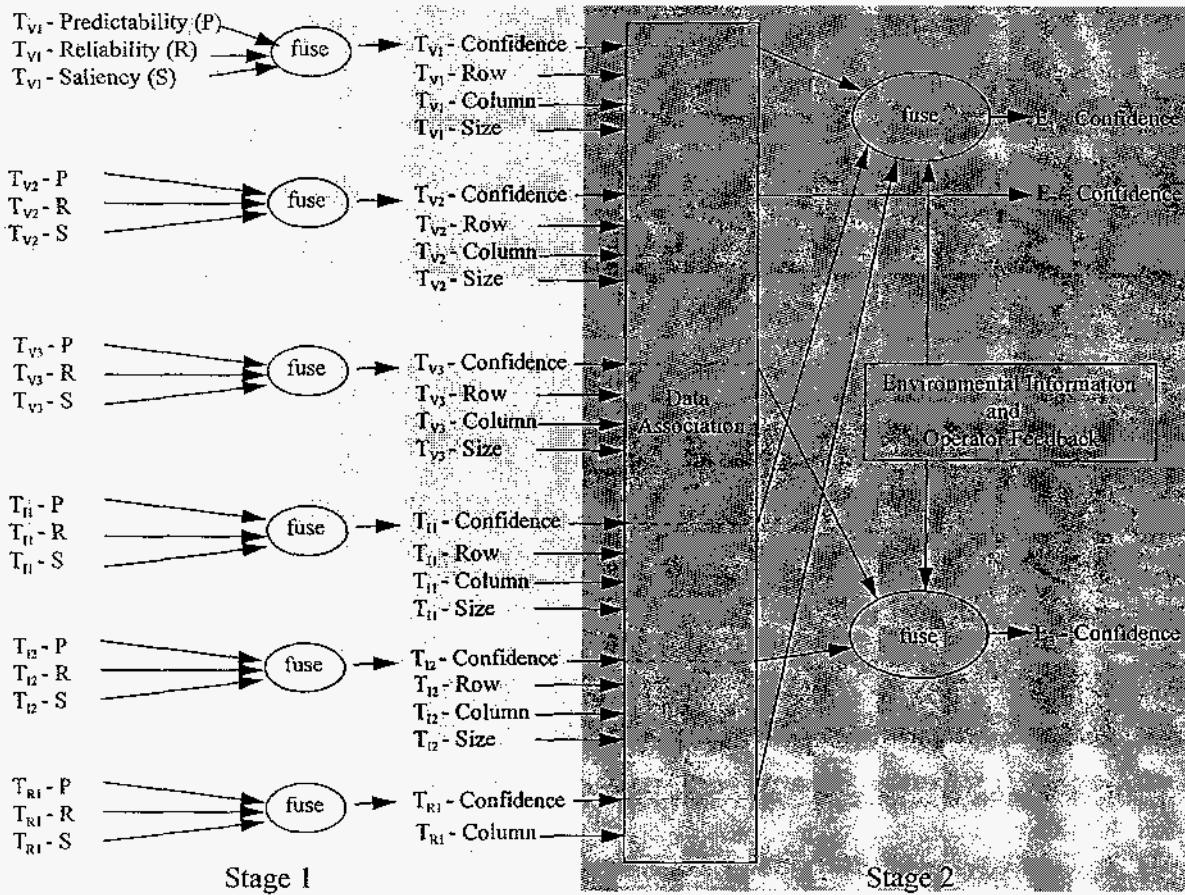 T_V1 - Predictability (P)
T_V1 - Reliability (R)
T_V1 - Saliency (S)
fuse
T_V1 - Confidence
T_V1 - Row
T_V1 - Column
T_V1 - Size
fuse
- Confidence
T_V2 - P
T_V2 - R
T_V2 - S
fuse
T_V2 - Confidence
T_V2 - Row
T_V2 - Column
T_V2 - Size
- Confidence
T_V3 - P
T_V3 - R
T_V3 - S
fuse
T_V3 - Confidence
T_V3 - Row
T_V3 - Column
T_V3 - Size
Data
Association
Environmental Information
and
Operator Feedback
T_I1 - P
T_I1 - R
T_I1 - S
fuse
T_I1 - Confidence
T_I1 - Row
T_I1 - Column
T_I1 - Size
T_I2 - P
T_I2 - R
T_I2 - S
fuse
T_I2 - Confidence
T_I2 - Row
T_I2 - Column
T_I2 - Size
fuse
- Confidence
T_R1 - P
T_R1 - R
T_R1 - S
fuse
T_R1 - Confidence
T_R1 - Column
Stage 1
Stage 2